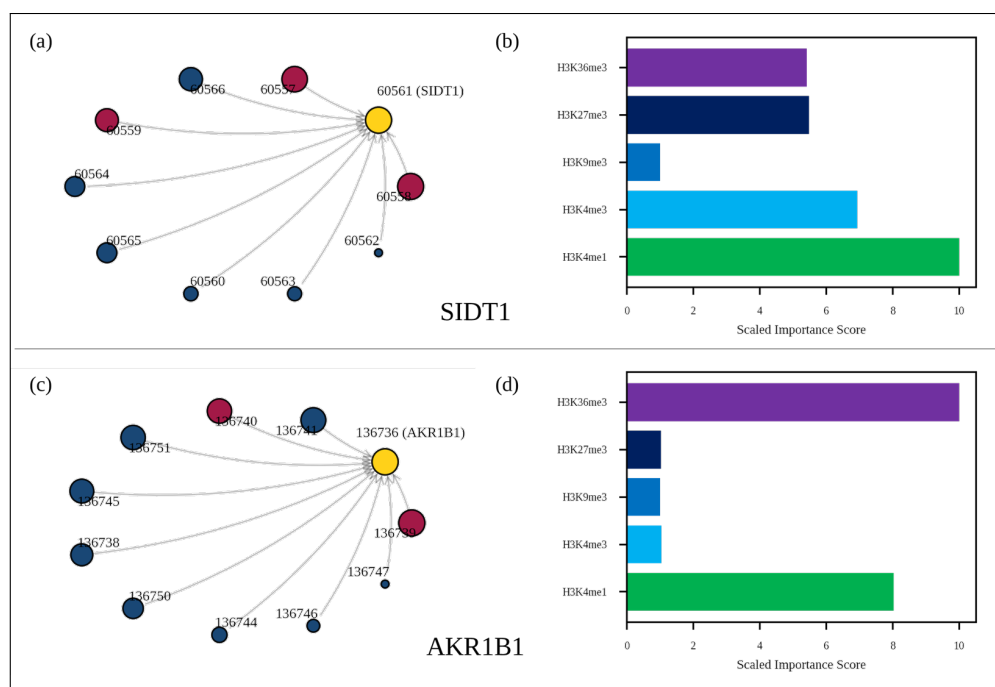 (a)
60566
60557
60561 (SIDT1)
60559
60564
60558
60565
60562
60560
60563
SIDT1
(b)
H3K36me3
H3K27me3
H3K9me3
H3K4me3
H3K4me1
0 2 4 6 8 10
Scaled Importance Score
(c)
136740
136741
136736 (AKR1B1)
136751
136745
136739
136738
136747
136750
136744
136746
AKR1B1
(d)
H3K36me3
H3K27me3
H3K9me3
H3K4me3
H3K4me1
0 2 4 6 8 10
Scaled Importance Score